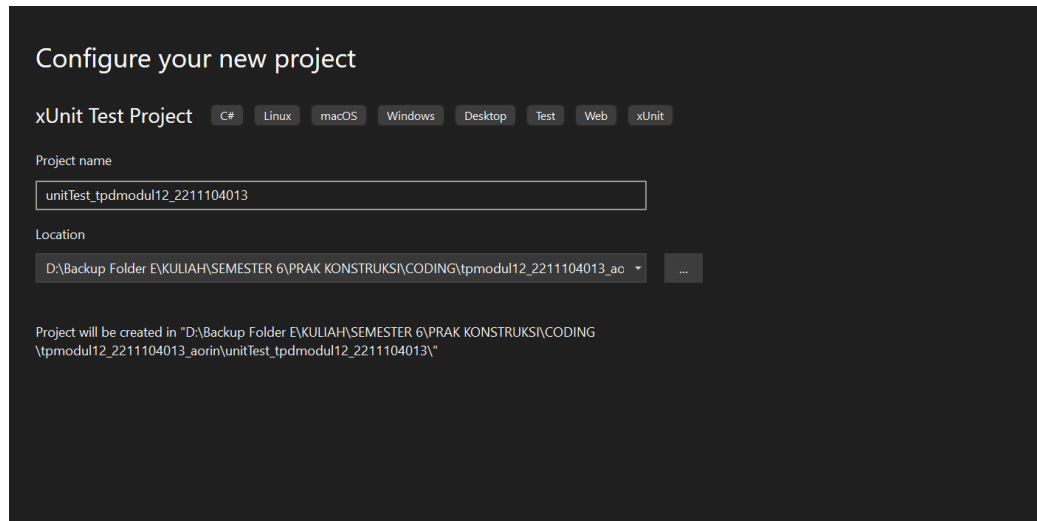 Configure your new project
xUnit Test Project C# Linux macOS Windows Desktop Test Web xUnit
Project name
unitTest_tpdmodul12_2211104013
Location
D:\Backup Folder E\KULIAH\SEMESTER 6\PRAK KONSTRUKSI\CODING\tpmodul12_2211104013_ao
...
Project will be created in "D:\Backup Folder E\KULIAH\SEMESTER 6\PRAK KONSTRUKSI\CODING
\tpmodul12_2211104013_aorin\unitTest_tpdmodul12_2211104013\"